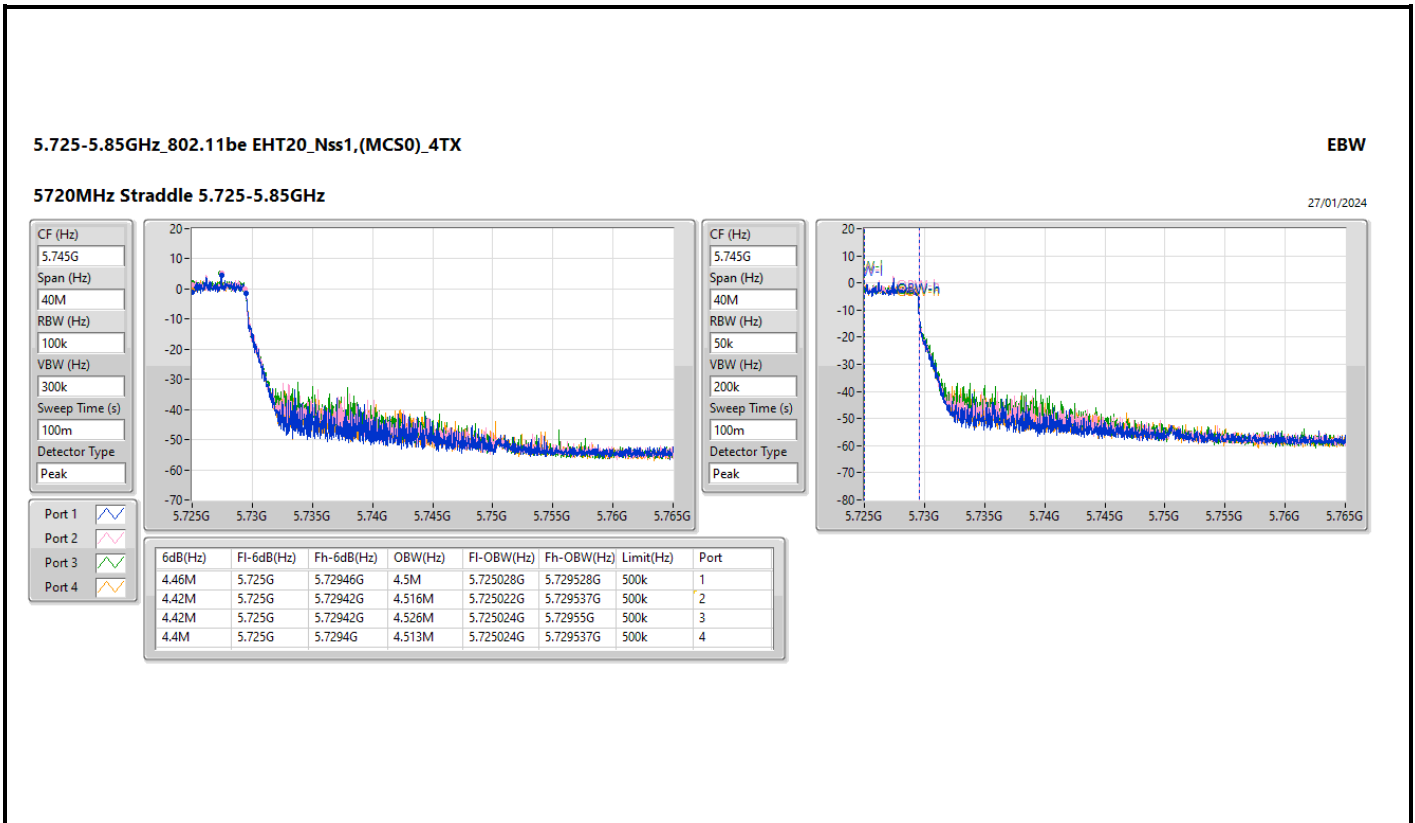 5.725-5.85GHz_802.11be EHT20_Nss1,(MCS0)_4TX
EBW
5720MHz Straddle 5.725-5.85GHz
27/01/2024
CF (Hz)
5.745G
Span (Hz)
40M
RBW (Hz)
100k
VBW (Hz)
300k
Sweep Time (s)
100m
Detector Type
Peak
20
10
0
-10
-20
-30
-40
-50
-60
-70
5.725G 5.73G 5.735G 5.74G 5.745G 5.75G 5.755G 5.76G 5.765G
CF (Hz)
5.745G
Span (Hz)
40M
RBW (Hz)
50k
VBW (Hz)
200k
Sweep Time (s)
100m
Detector Type
Peak
20
10
0
-10
-20
-30
-40
-50
-60
-70
-80
OBW-h
5.725G 5.73G 5.735G 5.74G 5.745G 5.75G 5.755G 5.76G 5.765G
Port 1
Port 2
Port 3
Port 4
6dB(Hz) Fl-6dB(Hz) Fh-6dB(Hz) OBW(Hz) Fl-OBW(Hz) Fh-OBW(Hz) Limit(Hz) Port
4.46M 5.725G 5.72946G 4.5M 5.725028G 5.729528G 500k 1
4.42M 5.725G 5.72942G 4.516M 5.725022G 5.729537G 500k 2
4.42M 5.725G 5.72942G 4.526M 5.725024G 5.72955G 500k 3
4.4M 5.725G 5.7294G 4.513M 5.725024G 5.729537G 500k 4